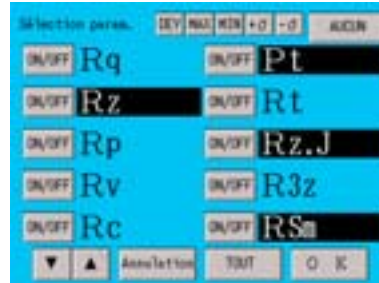 Sélection param. DEV MAX MIN +σ -σ AUCUN
ON/OFF Rq ON/OFF Pt
ON/OFF Rz ON/OFF Rt
ON/OFF Rp ON/OFF Rz.J
ON/OFF Rv ON/OFF R3z
ON/OFF Rc ON/OFF RSm
▼ ▲ Annulation TOUT O K